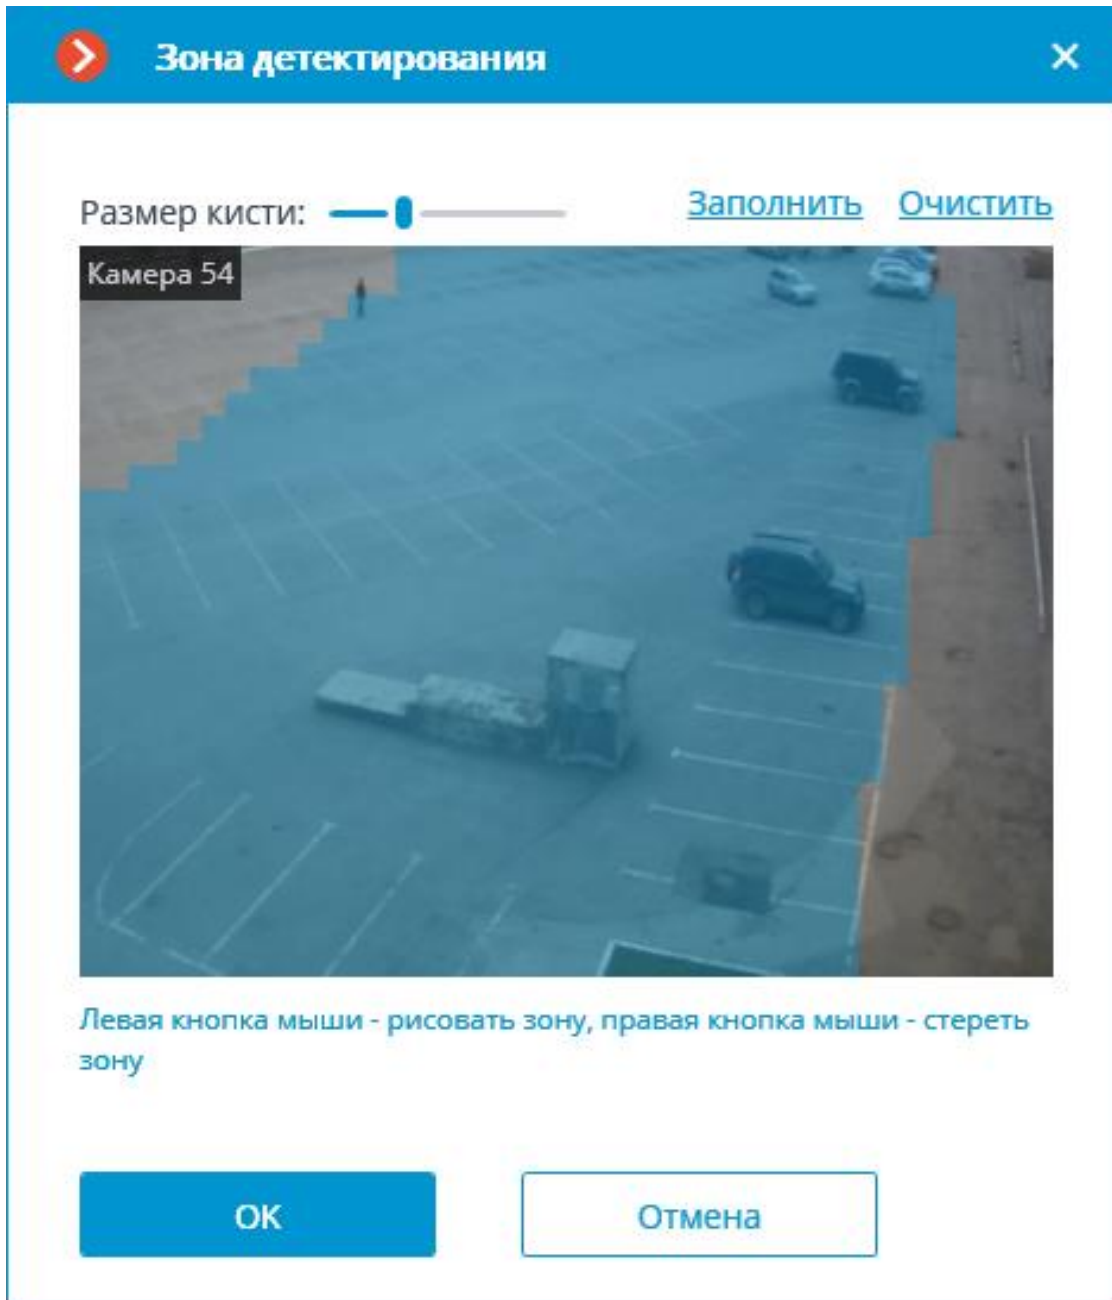 Зона детектирования
Размер кисти:
Заполнить
Очистить
Камера 54
Левая кнопка мыши - рисовать зону, правая кнопка мыши - стереть
зону
ОК
Отмена